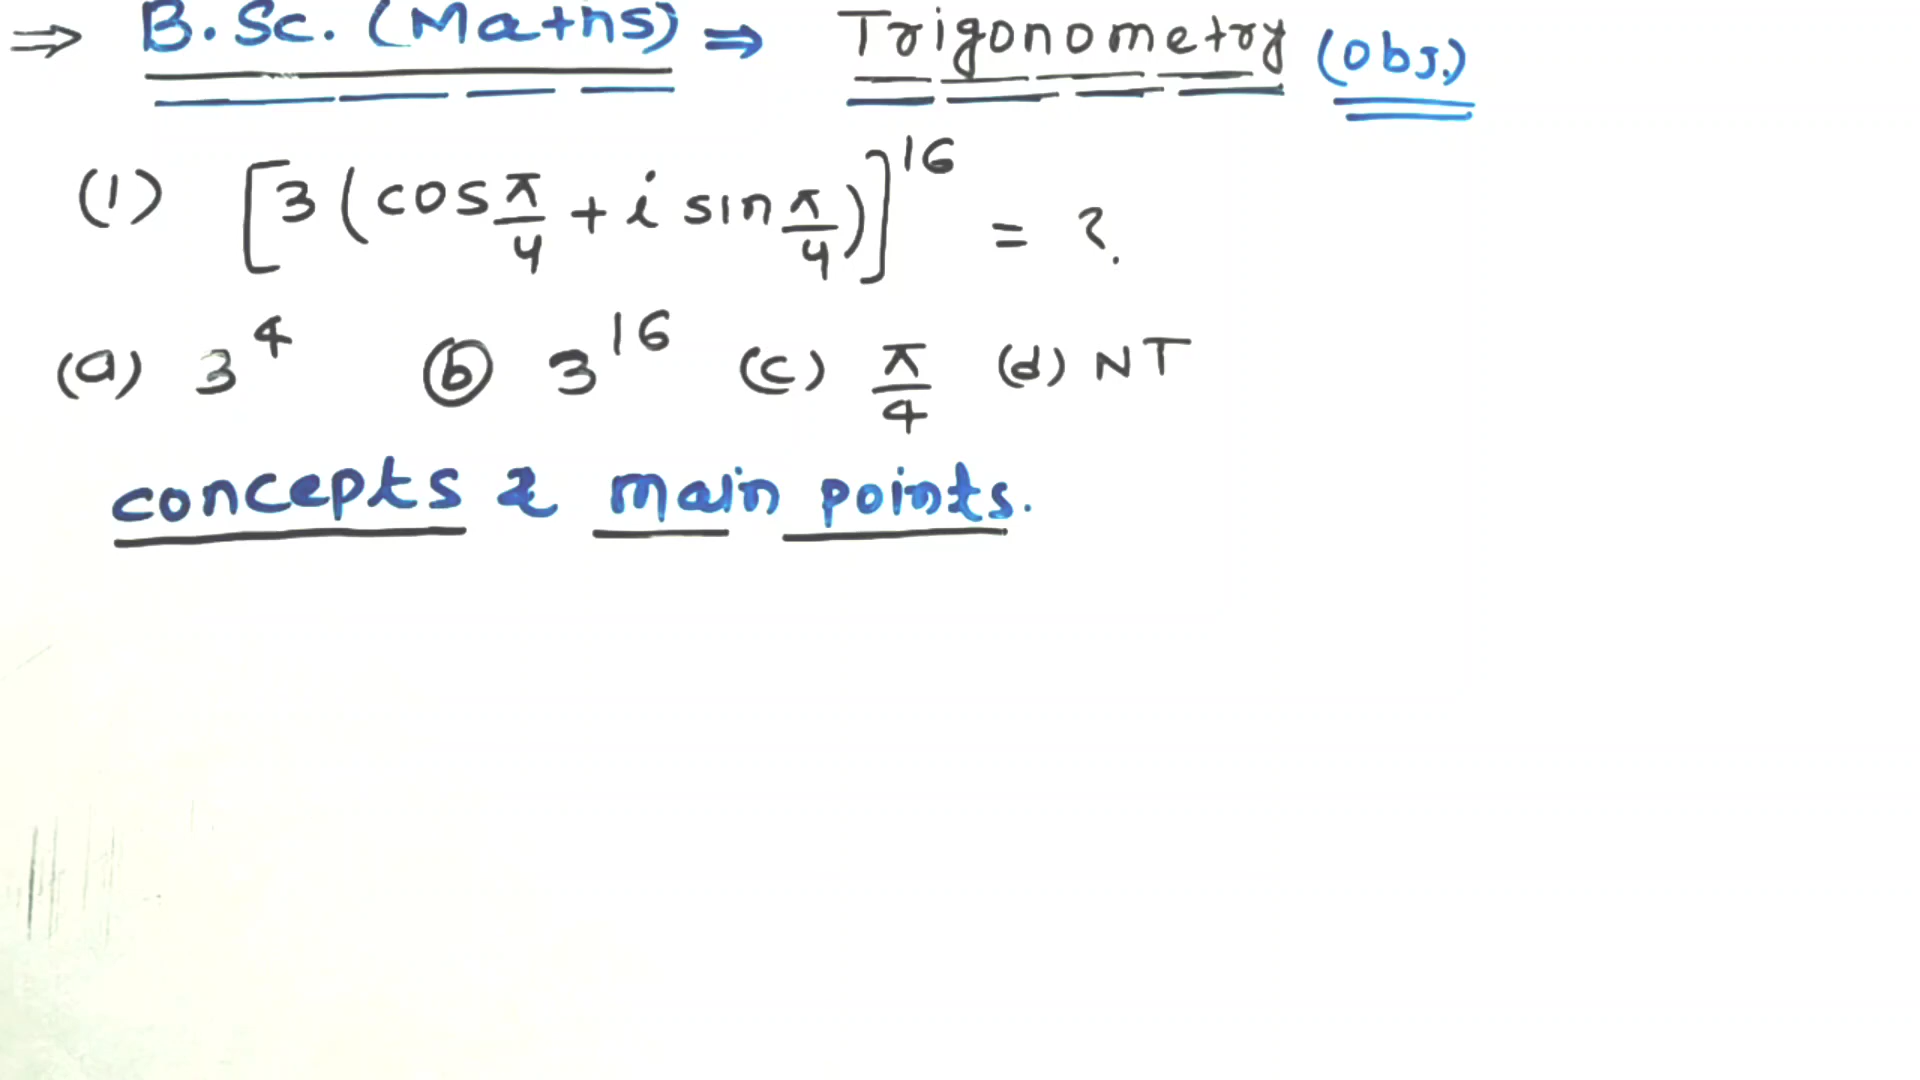 ⇒ B.Sc. (Maths) ⇒ Trigonometry (Obj.)
(1) [3(cos π/4 + i sin π/4)]^16 = ?
(a) 3^4 (b) 3^16 (c) π/4 (d) NT
concepts & main points.